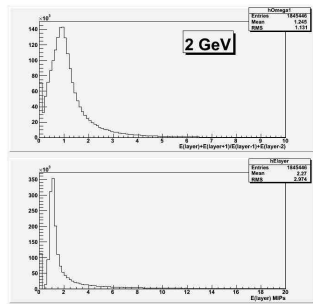 hOmega1
Entries 1845446
Mean 1.245
RMS 1.131
×10³
2 GeV
140
120
100
80
60
40
20
0
0 1 2 3 4 5 6 7 8 9 10
E(layer)+E(layer+1)/E(layer-1)+E(layer-2)
hElayer
Entries 1845446
Mean 2.27
RMS 2.974
×10³
350
300
250
200
150
100
50
0
0 2 4 6 8 10 12 14 16 18 20
E(layer) MIPs